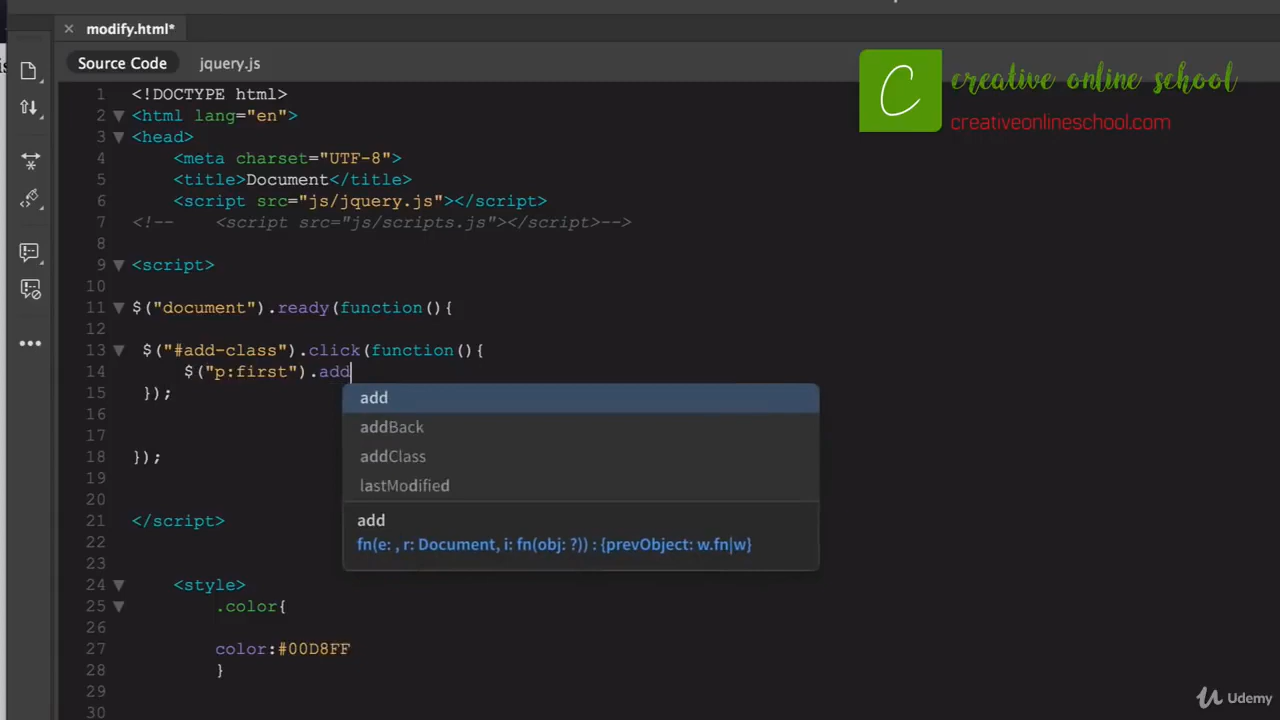 modify.html*
Source Code jquery.js
creative online school
creativeonlineschool.com
1 <!DOCTYPE html>
2 <html lang="en">
3 <head>
4 <meta charset="UTF-8">
5 <title>Document</title>
6 <script src="js/jquery.js"></script>
7 <!-- <script src="js/scripts.js"></script>-->
8
9 <script>
10
11 $("document").ready(function(){
12
13 $("#add-class").click(function(){
14 $("p:first").add
15 });
16
17
18 });
19
20
21 </script>
22
23
24 <style>
25 .color{
26
27 color:#00D8FF
28 }
29
30
add
addBack
addClass
lastModified
add
fn(e: , r: Document, i: fn(obj: ?)) : {prevObject: w.fn|w}
Udemy